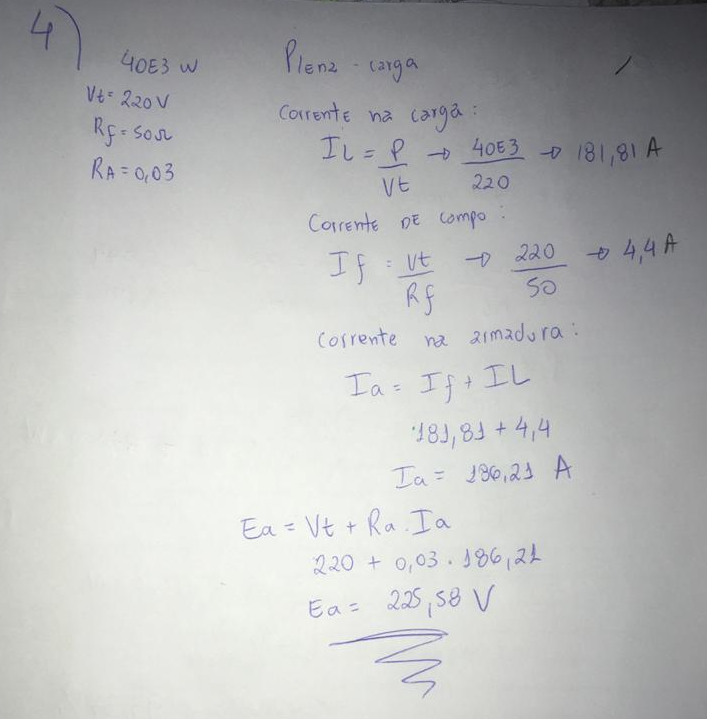 4)
40E3 W
Vt = 220V
Rf = 50Ω
RA = 0,03
Plena - carga
Corrente na carga:
IL = P/Vt → 40E3/220 → 181,81 A
Corrente DE campo:
If = Vt/Rf → 220/50 → 4,4 A
Corrente na armadura:
Ia = If + IL
181,81 + 4,4
Ia = 186,21 A
Ea = Vt + Ra . Ia
220 + 0,03 . 186,21
Ea = 225,58 V